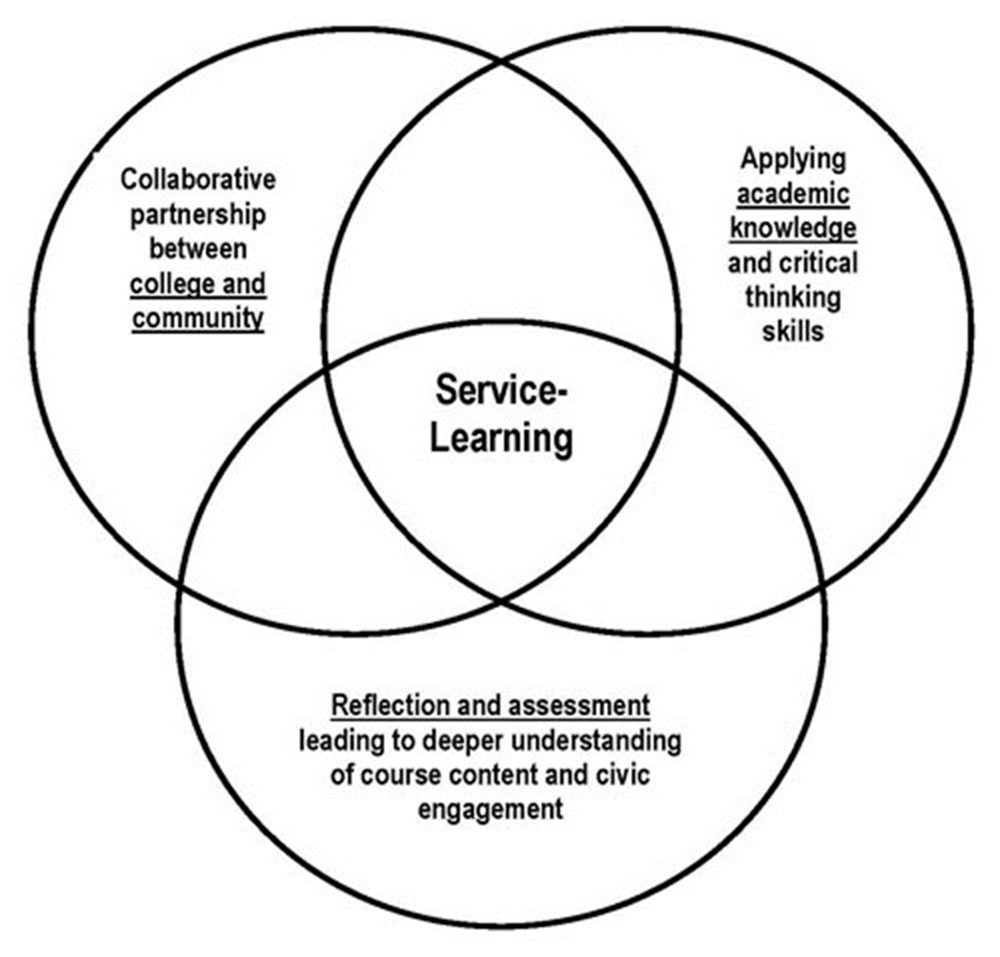 Collaborative
partnership
between
college and
community
Applying
academic
knowledge
and critical
thinking
skills
Service-
Learning
Reflection and assessment
leading to deeper understanding
of course content and civic
engagement